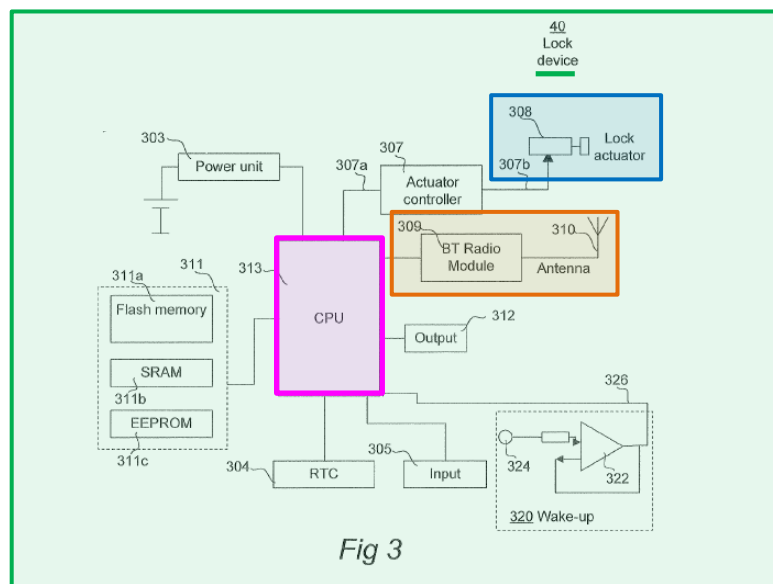 40
Lock
device
308
Lock
actuator
303
307
Power unit
307a
307b
Actuator
controller
309
310
BT Radio
Module
Antenna
313
311
311a
Flash memory
CPU
312
Output
SRAM
311b
326
EEPROM
311c
324
322
304
305
RTC
Input
320 Wake-up
Fig 3